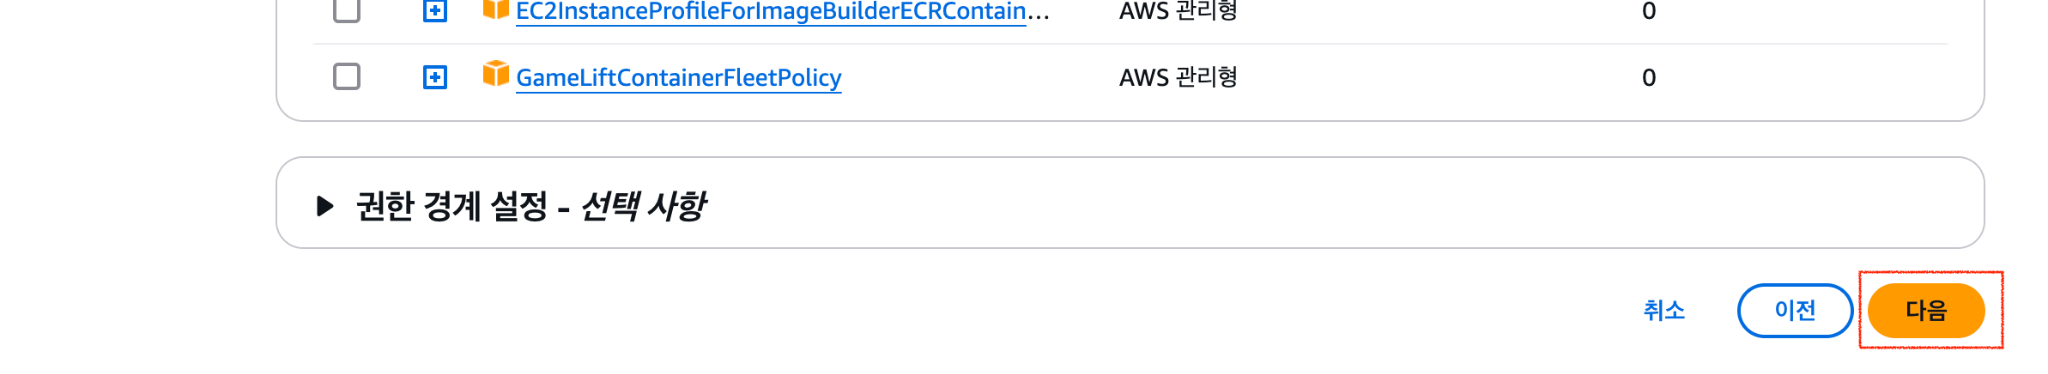 EC2InstanceProfileForImageBuilderECRContain... AWS 관리형 0
GameLiftContainerFleetPolicy AWS 관리형 0
권한 경계 설정 - 선택 사항
취소 이전 다음